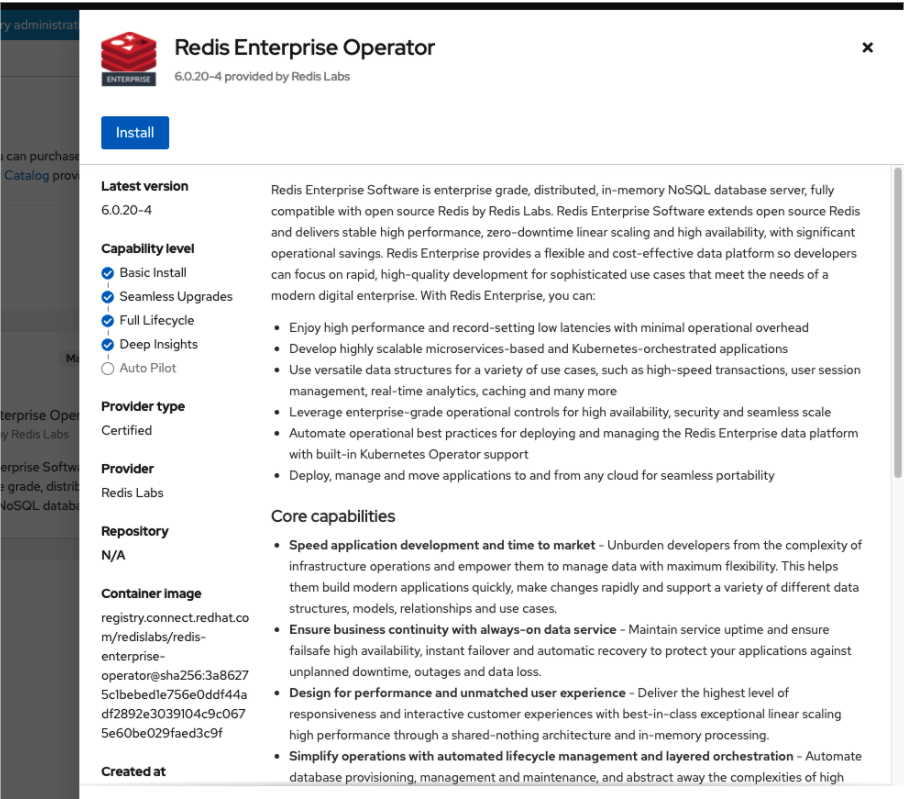 ry administrat
Redis Enterprise Operator
6.0.20-4 provided by Redis Labs
ENTERPRISE
Install
can purchase
Catalog prov
Ma
terprise Oper
y Redis Labs
erprise Softwa
e grade, distrib
NoSQL databa
Latest version
6.0.20-4
Capability level
Basic Install
Seamless Upgrades
Full Lifecycle
Deep Insights
Auto Pilot
Provider type
Certified
Provider
Redis Labs
Repository
N/A
Container image
registry.connect.redhat.co
m/redislabs/redis-
enterprise-
operator@sha256:3a8627
5c1bebed1e756e0ddf44a
df2892e3039104c9c067
5e60be029faed3c9f
Created at
Redis Enterprise Software is enterprise grade, distributed, in-memory NoSQL database server, fully
compatible with open source Redis by Redis Labs. Redis Enterprise Software extends open source Redis
and delivers stable high performance, zero-downtime linear scaling and high availability, with significant
operational savings. Redis Enterprise provides a flexible and cost-effective data platform so developers
can focus on rapid, high-quality development for sophisticated use cases that meet the needs of a
modern digital enterprise. With Redis Enterprise, you can:
• Enjoy high performance and record-setting low latencies with minimal operational overhead
• Develop highly scalable microservices-based and Kubernetes-orchestrated applications
• Use versatile data structures for a variety of use cases, such as high-speed transactions, user session
management, real-time analytics, caching and many more
• Leverage enterprise-grade operational controls for high availability, security and seamless scale
• Automate operational best practices for deploying and managing the Redis Enterprise data platform
with built-in Kubernetes Operator support
• Deploy, manage and move applications to and from any cloud for seamless portability
Core capabilities
• Speed application development and time to market - Unburden developers from the complexity of
infrastructure operations and empower them to manage data with maximum flexibility. This helps
them build modern applications quickly, make changes rapidly and support a variety of different data
structures, models, relationships and use cases.
• Ensure business continuity with always-on data service - Maintain service uptime and ensure
failsafe high availability, instant failover and automatic recovery to protect your applications against
unplanned downtime, outages and data loss.
• Design for performance and unmatched user experience - Deliver the highest level of
responsiveness and interactive customer experiences with best-in-class exceptional linear scaling
high performance through a shared-nothing architecture and in-memory processing.
• Simplify operations with automated lifecycle management and layered orchestration - Automate
database provisioning, management and maintenance, and abstract away the complexities of high